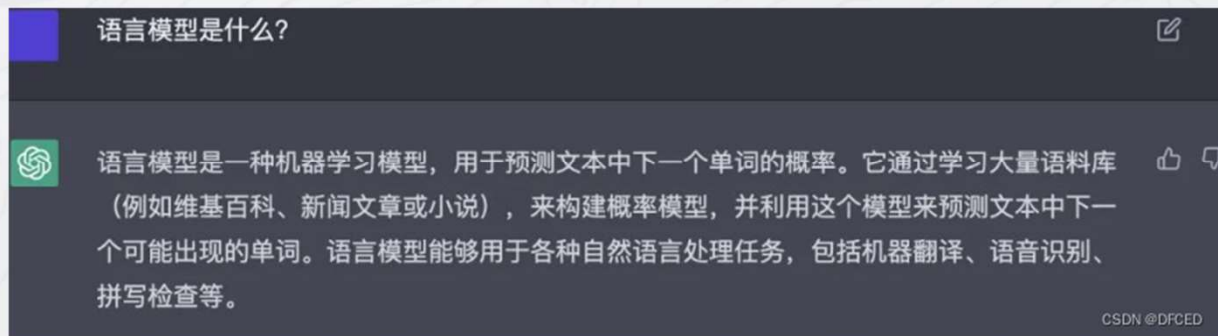 语言模型是什么?
语言模型是一种机器学习模型，用于预测文本中下一个单词的概率。它通过学习大量语料库
（例如维基百科、新闻文章或小说），来构建概率模型，并利用这个模型来预测文本中下一
个可能出现的单词。语言模型能够用于各种自然语言处理任务，包括机器翻译、语音识别、
拼写检查等。
CSDN @DFCED